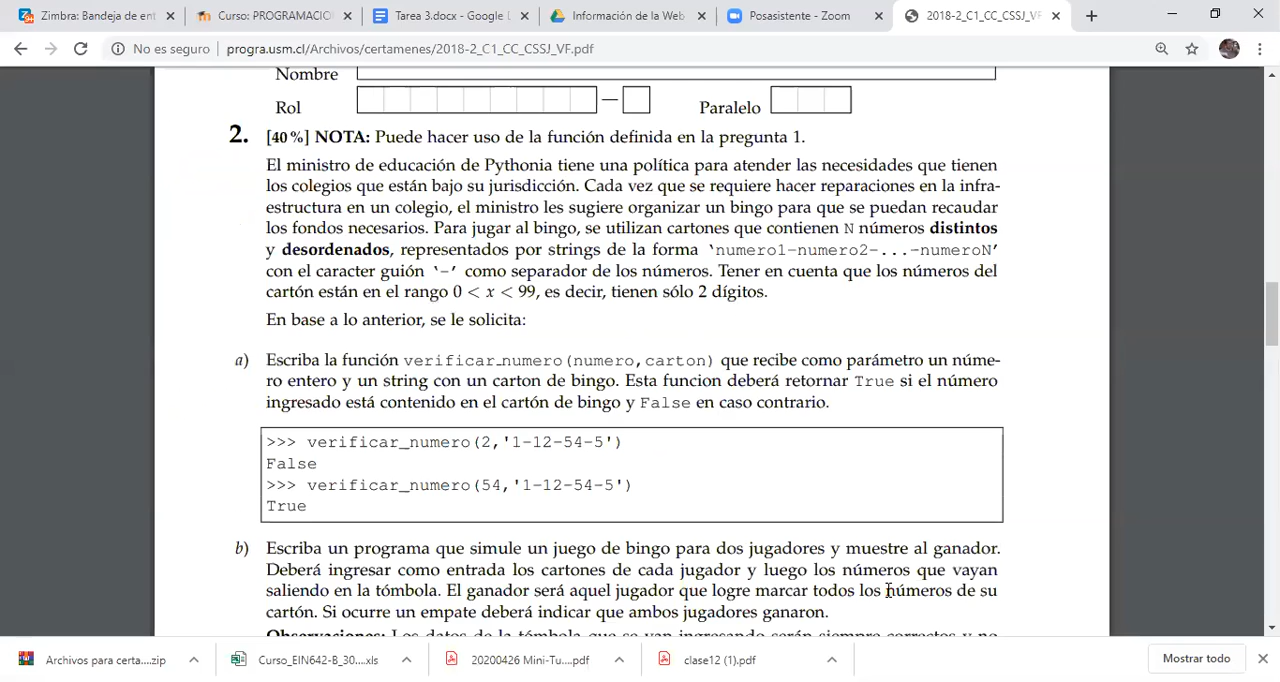 Zimbra: Bandeja de ent
Curso: PROGRAMACIO
Tarea 3.docx - Google
Información de la Web
Posasistente - Zoom
2018-2_C1_CC_CSSJ_VF.
No es seguro
progra.usm.cl/Archivos/certamenes/2018-2_C1_CC_CSSJ_VF.pdf
Nombre
Rol
—
Paralelo
2. [40 %] NOTA: Puede hacer uso de la función definida en la pregunta 1.
El ministro de educación de Pythonia tiene una política para atender las necesidades que tienen
los colegios que están bajo su jurisdicción. Cada vez que se requiere hacer reparaciones en la infra-
estructura en un colegio, el ministro les sugiere organizar un bingo para que se puedan recaudar
los fondos necesarios. Para jugar al bingo, se utilizan cartones que contienen N números distintos
y desordenados, representados por strings de la forma ‘numero1-numero2-...-numeroN’
con el caracter guión ‘-’ como separador de los números. Tener en cuenta que los números del
cartón están en el rango 0 < x < 99, es decir, tienen sólo 2 dígitos.
En base a lo anterior, se le solicita:
a) Escriba la función verificar_numero(numero,carton) que recibe como parámetro un núme-
ro entero y un string con un carton de bingo. Esta funcion deberá retornar True si el número
ingresado está contenido en el cartón de bingo y False en caso contrario.
>>> verificar_numero(2,'1-12-54-5')
False
>>> verificar_numero(54,'1-12-54-5')
True
b) Escriba un programa que simule un juego de bingo para dos jugadores y muestre al ganador.
Deberá ingresar como entrada los cartones de cada jugador y luego los números que vayan
saliendo en la tómbola. El ganador será aquel jugador que logre marcar todos los números de su
cartón. Si ocurre un empate deberá indicar que ambos jugadores ganaron.
Observaciones: Los datos de la tómbola que se van ingresando serán siempre correctos y no
Archivos para certa....zip
Curso_EIN642-B_30....xls
20200426 Mini-Tu....pdf
clase12 (1).pdf
Mostrar todo